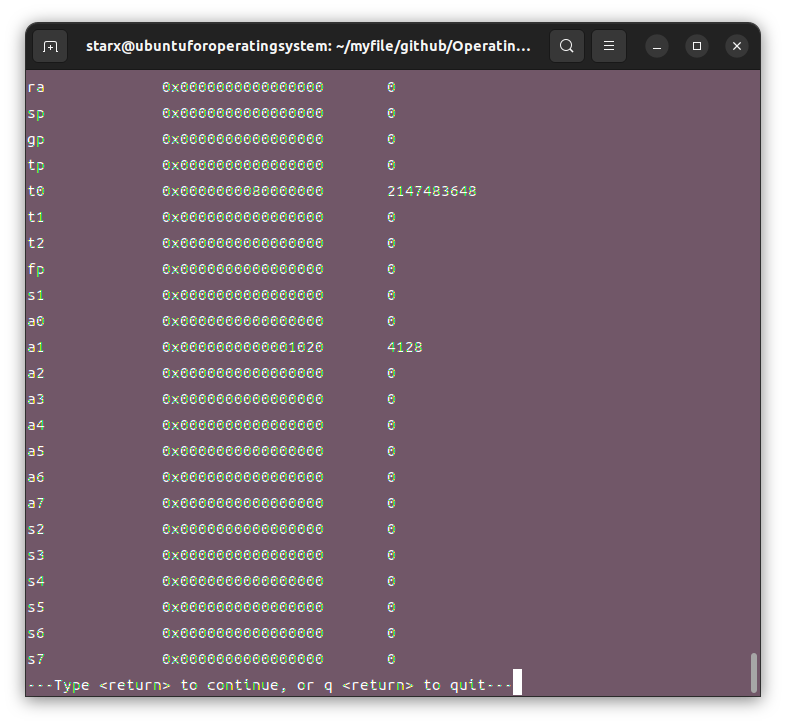 starx@ubuntuforoperatingsystem: ~/myfile/github/Operatin...
ra 0x0000000000000000 0
sp 0x0000000000000000 0
gp 0x0000000000000000 0
tp 0x0000000000000000 0
t0 0x0000000080000000 2147483648
t1 0x0000000000000000 0
t2 0x0000000000000000 0
fp 0x0000000000000000 0
s1 0x0000000000000000 0
a0 0x0000000000000000 0
a1 0x0000000000001020 4128
a2 0x0000000000000000 0
a3 0x0000000000000000 0
a4 0x0000000000000000 0
a5 0x0000000000000000 0
a6 0x0000000000000000 0
a7 0x0000000000000000 0
s2 0x0000000000000000 0
s3 0x0000000000000000 0
s4 0x0000000000000000 0
s5 0x0000000000000000 0
s6 0x0000000000000000 0
s7 0x0000000000000000 0
---Type <return> to continue, or q <return> to quit---